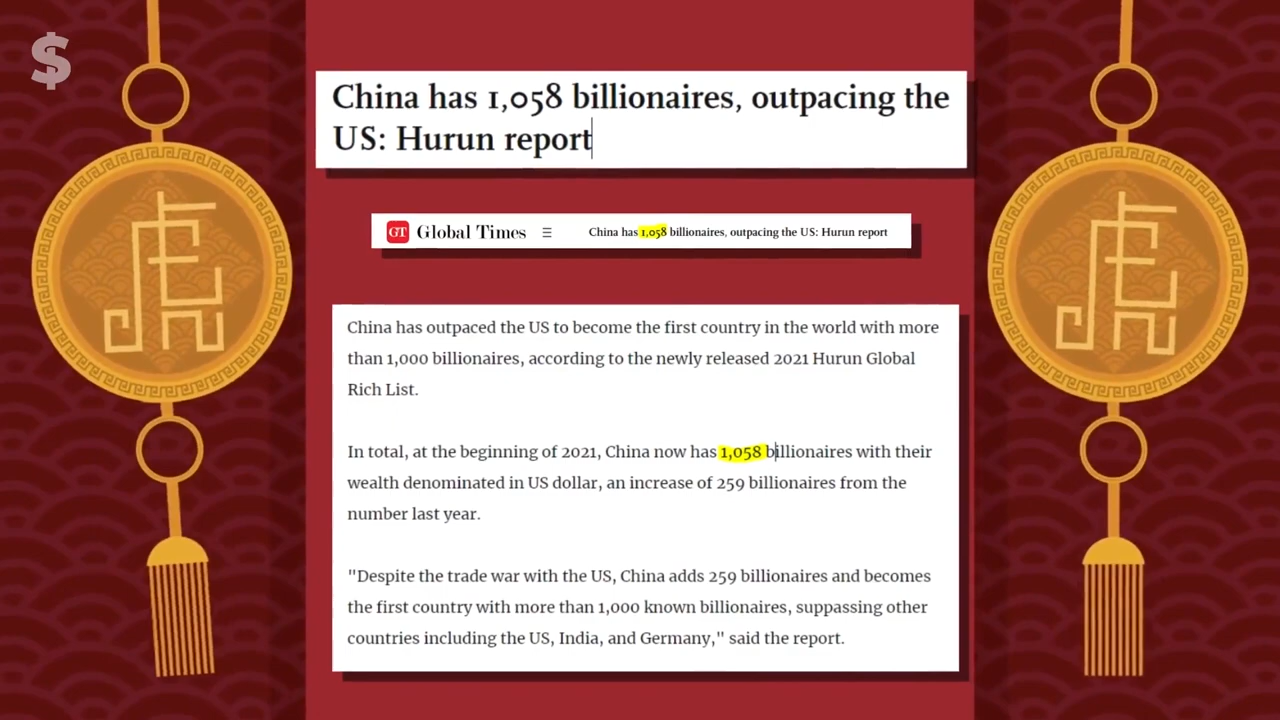 $
China has 1,058 billionaires, outpacing the
US: Hurun report
GT Global Times China has 1,058 billionaires, outpacing the US: Hurun report
China has outpaced the US to become the first country in the world with more
than 1,000 billionaires, according to the newly released 2021 Hurun Global
Rich List.
In total, at the beginning of 2021, China now has 1,058 billionaires with their
wealth denominated in US dollar, an increase of 259 billionaires from the
number last year.
"Despite the trade war with the US, China adds 259 billionaires and becomes
the first country with more than 1,000 known billionaires, suppassing other
countries including the US, India, and Germany," said the report.